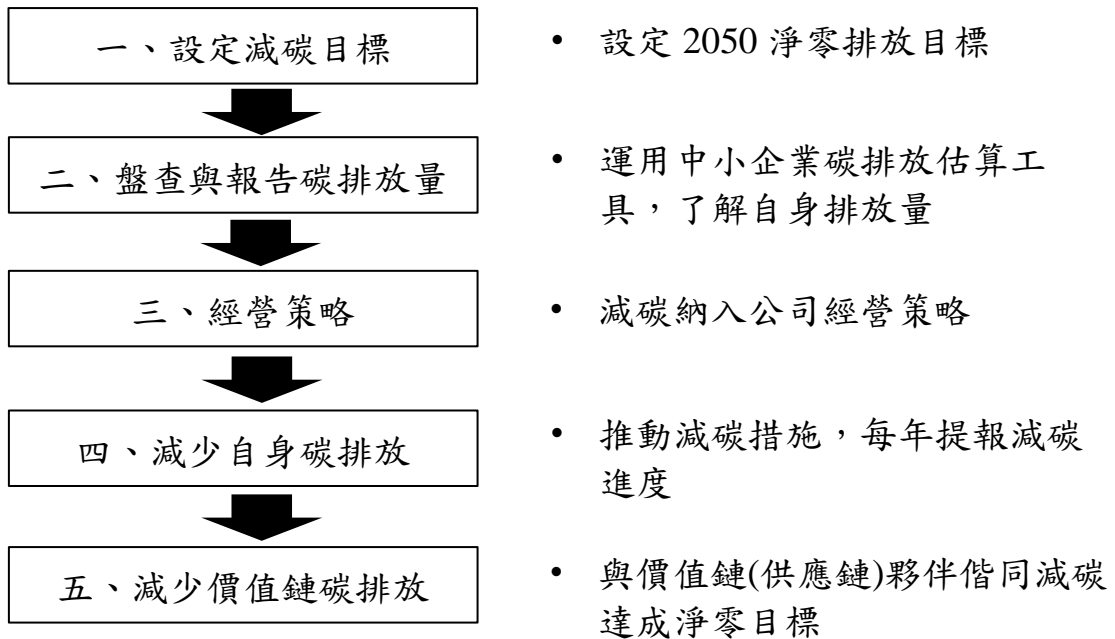 一、設定減碳目標
• 設定 2050 淨零排放目標
二、盤查與報告碳排放量
• 運用中小企業碳排放估算工
具，了解自身排放量
三、經營策略
• 減碳納入公司經營策略
四、減少自身碳排放
• 推動減碳措施，每年提報減碳
進度
五、減少價值鏈碳排放
• 與價值鏈(供應鏈)夥伴偕同減碳
達成淨零目標